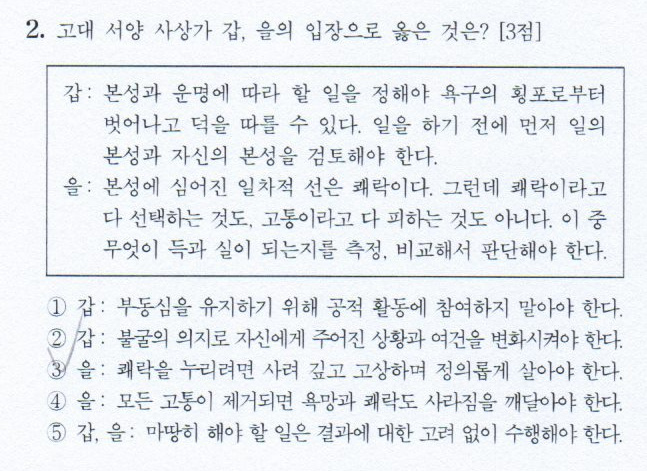 2. 고대 서양 사상가 갑, 을의 입장으로 옳은 것은? [3점]
갑: 본성과 운명에 따라 할 일을 정해야 욕구의 횡포로부터
벗어나고 덕을 따를 수 있다. 일을 하기 전에 먼저 일의
본성과 자신의 본성을 검토해야 한다.
을: 본성에 심어진 일차적 선은 쾌락이다. 그런데 쾌락이라고
다 선택하는 것도, 고통이라고 다 피하는 것도 아니다. 이 중
무엇이 득과 실이 되는지를 측정, 비교해서 판단해야 한다.
① 갑: 부동심을 유지하기 위해 공적 활동에 참여하지 말아야 한다.
② 갑: 불굴의 의지로 자신에게 주어진 상황과 여건을 변화시켜야 한다.
③ 을: 쾌락을 누리려면 사려 깊고 고상하며 정의롭게 살아야 한다.
④ 을: 모든 고통이 제거되면 욕망과 쾌락도 사라짐을 깨달아야 한다.
⑤ 갑, 을: 마땅히 해야 할 일은 결과에 대한 고려 없이 수행해야 한다.